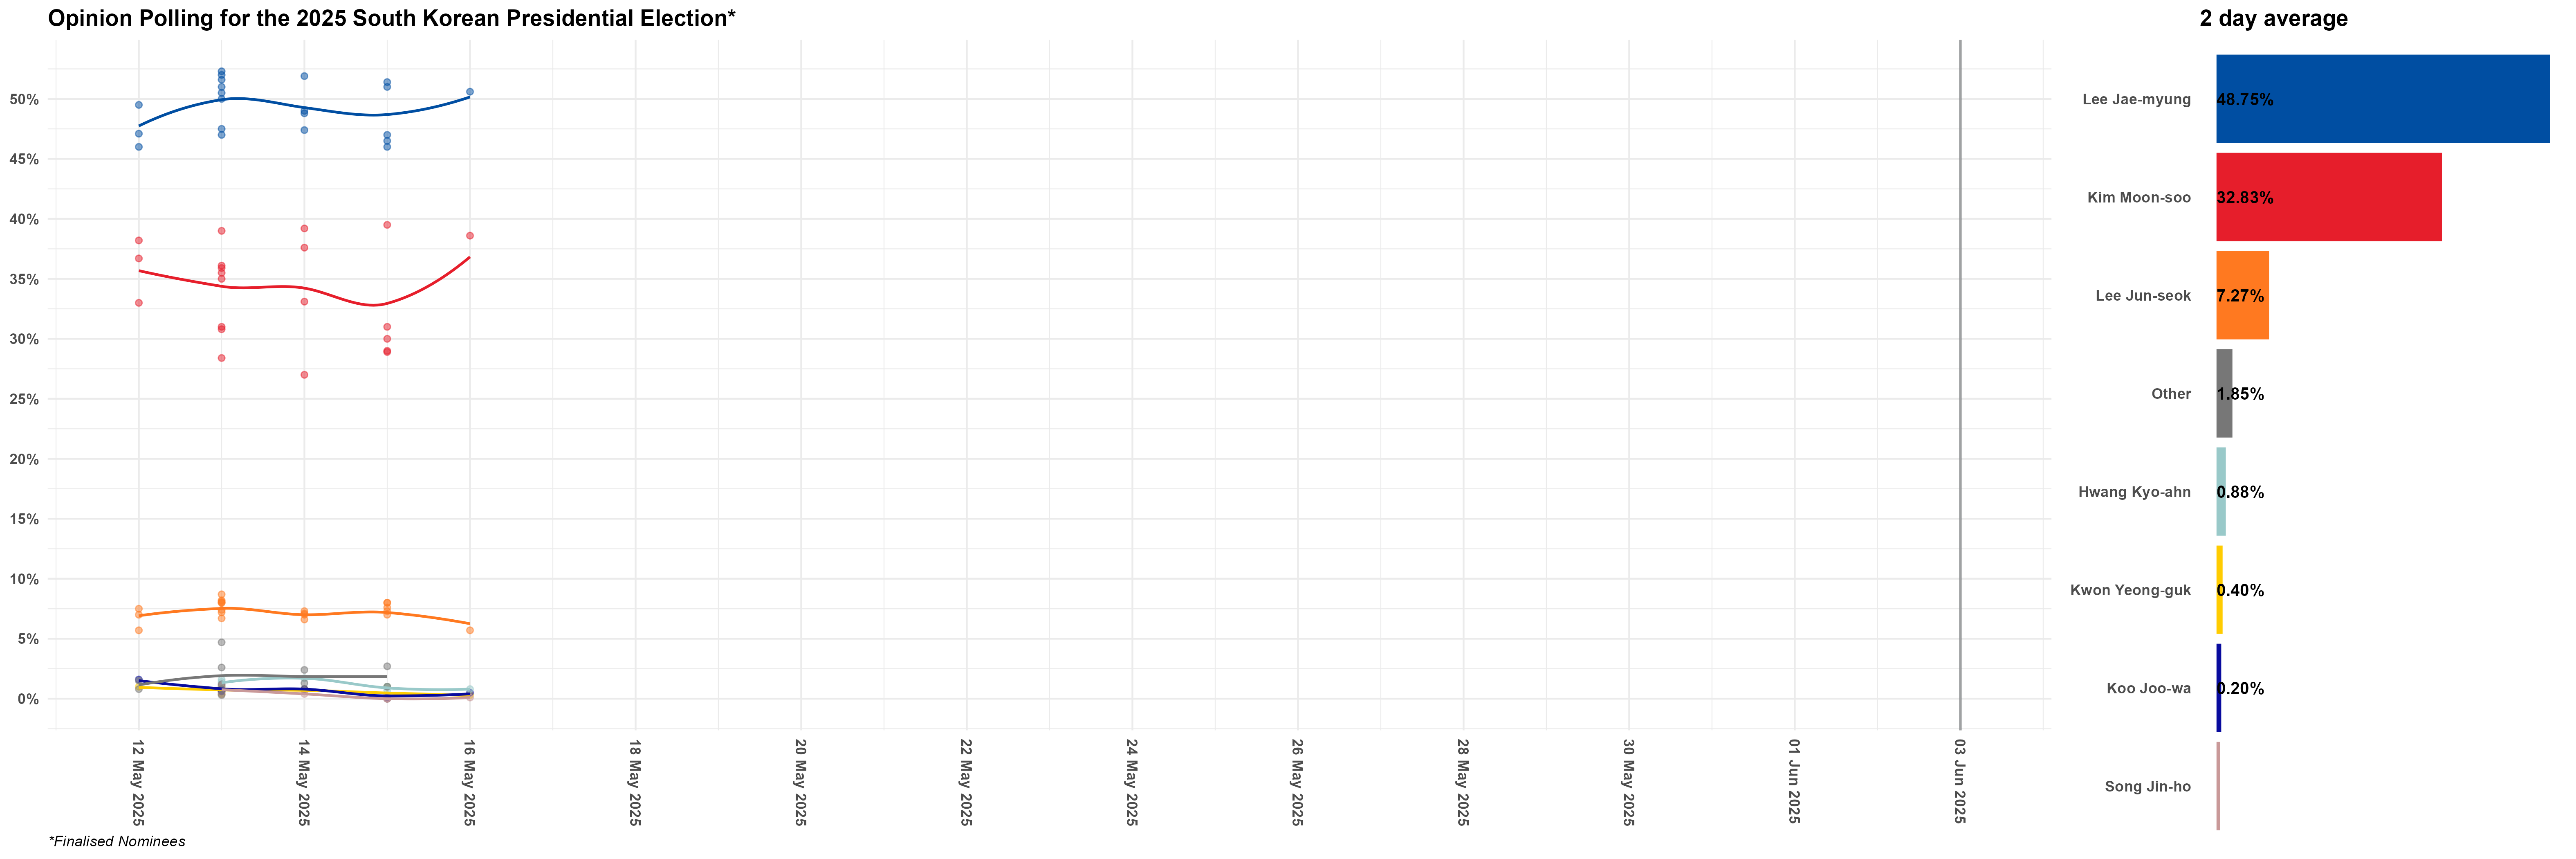 Opinion Polling for the 2025 South Korean Presidential Election*
50%
45%
40%
35%
30%
25%
20%
15%
10%
5%
0%
12 May 2025
14 May 2025
16 May 2025
18 May 2025
20 May 2025
22 May 2025
24 May 2025
26 May 2025
28 May 2025
30 May 2025
01 Jun 2025
03 Jun 2025
*Finalised Nominees
2 day average
Lee Jae-myung 48.75%
Kim Moon-soo 32.83%
Lee Jun-seok 7.27%
Other 1.85%
Hwang Kyo-ahn 0.88%
Kwon Yeong-guk 0.40%
Koo Joo-wa 0.20%
Song Jin-ho